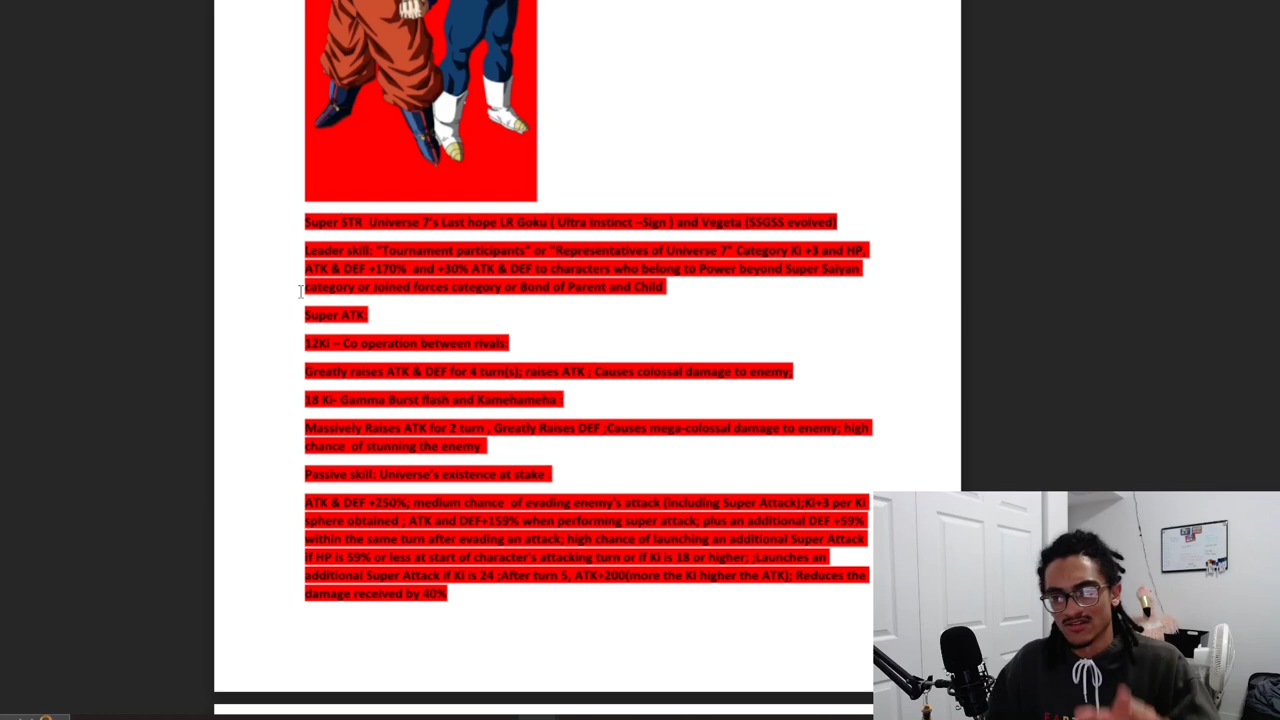 Super STR Universe 7's Last hope LR Goku ( Ultra Instinct –Sign ) and Vegeta (SSGSS evolved)
Leader skill: "Tournament participants" or "Representatives of Universe 7" Category Ki +3 and HP,
ATK & DEF +170% and +30% ATK & DEF to characters who belong to Power beyond Super Saiyan
category or Joined forces category or Bond of Parent and Child
Super ATK:
12Ki – Co operation between rivals:
Greatly raises ATK & DEF for 4 turn(s); raises ATK ; Causes colossal damage to enemy;
18 Ki- Gamma Burst flash and Kamehameha :
Massively Raises ATK for 2 turn , Greatly Raises DEF ;Causes mega-colossal damage to enemy; high
chance of stunning the enemy
Passive skill: Universe's existence at stake
ATK & DEF +250%; medium chance of evading enemy's attack (including Super Attack);Ki+3 per Ki
sphere obtained ; ATK and DEF+159% when performing super attack; plus an additional DEF +59%
within the same turn after evading an attack; high chance of launching an additional Super Attack
if HP is 59% or less at start of character's attacking turn or if Ki is 18 or higher; ;Launches an
additional Super Attack if Ki is 24 ;After turn 5, ATK+200(more the KI higher the ATK); Reduces the
damage received by 40%